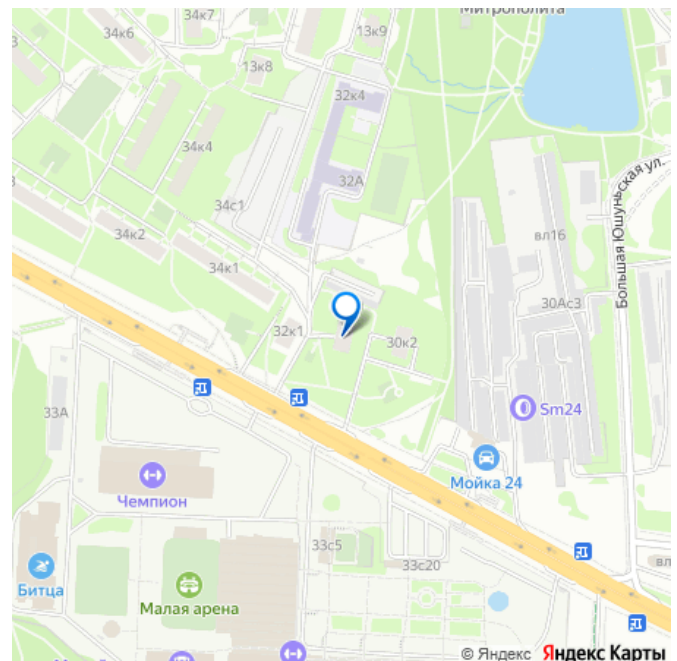 34к7
Митрополита
34к6
13к9
13к8
32к4
34к4
32А
34с1
Большая Юшуньская ул.
вл16
34к2
34к1
30Ас3
32к1
30к2
33А
Sm24
Мойка 24
Чемпион
33с5
33с20
Битца
Малая арена
© Яндекс Яндекс Карты